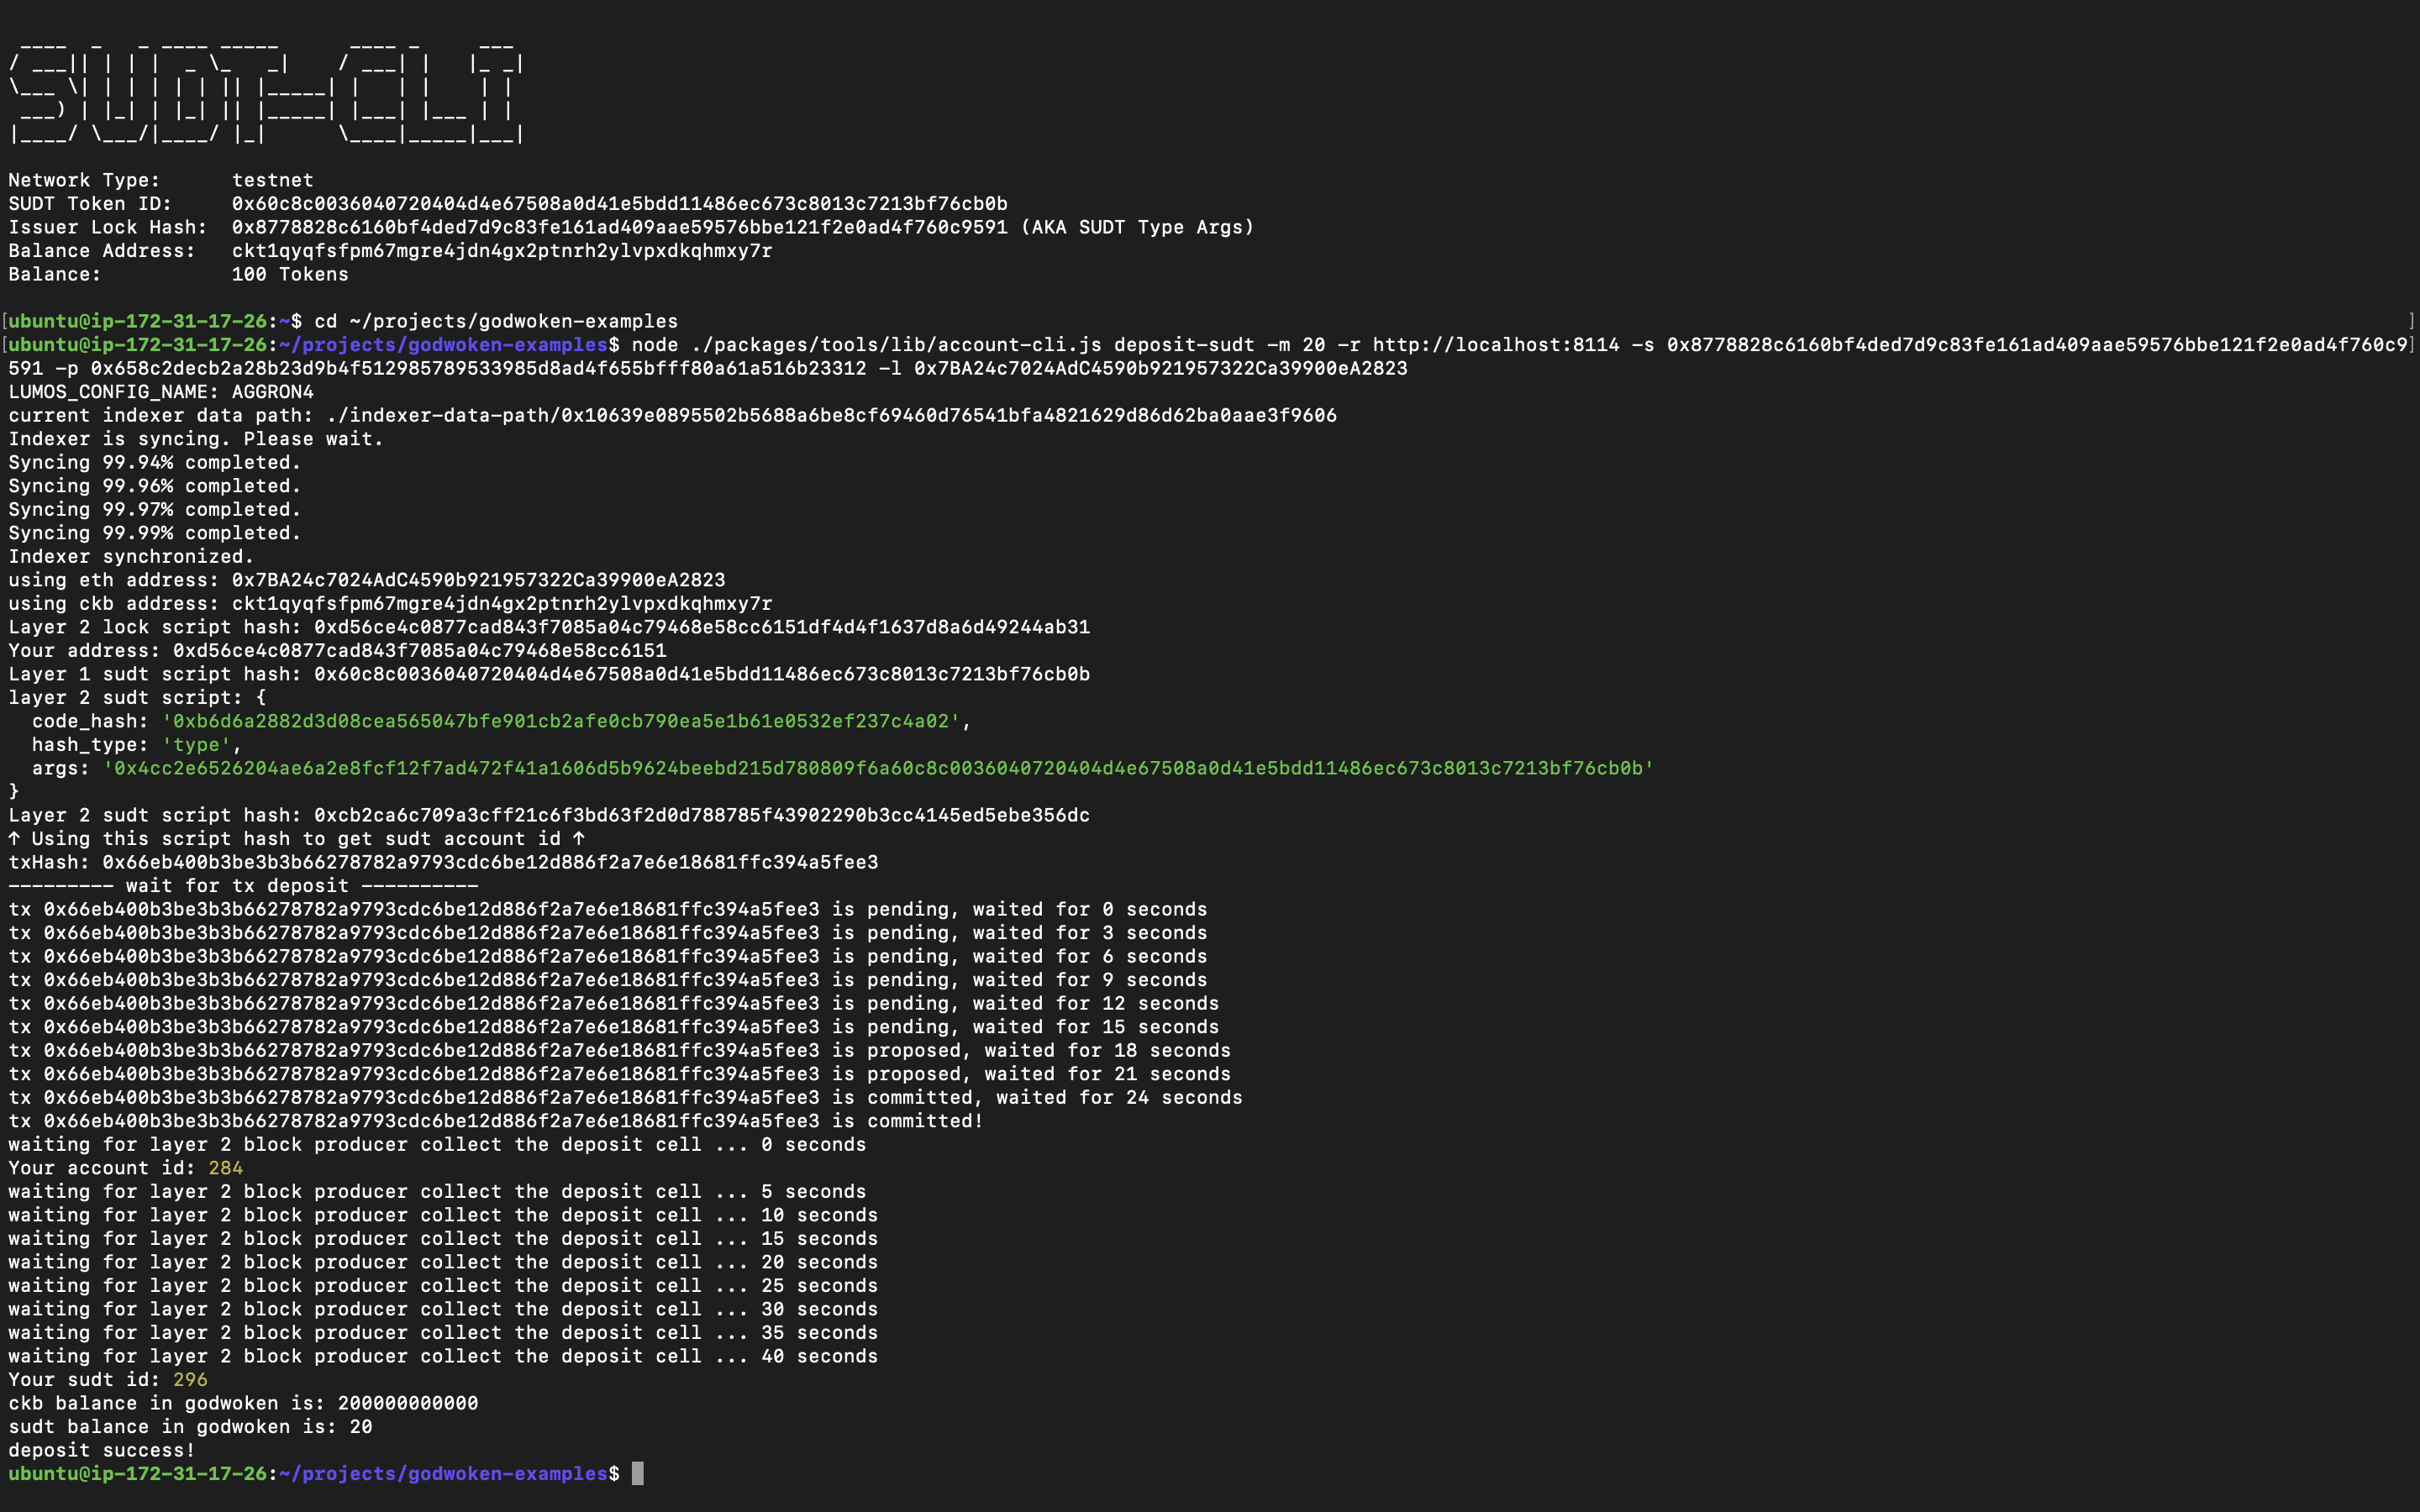 SUDT-CLI
Network Type: testnet
SUDT Token ID: 0x60c8c0036040720404d4e67508a0d41e5bdd11486ec673c8013c7213bf76cb0b
Issuer Lock Hash: 0x8778828c6160bf4ded7d9c83fe161ad409aae59576bbe121f2e0ad4f760c9591 (AKA SUDT Type Args)
Balance Address: ckt1qyqfsfpm67mgre4jdn4gx2ptnrh2ylvpxdkqhmxy7r
Balance: 100 Tokens
[ubuntu@ip-172-31-17-26:~$ cd ~/projects/godwoken-examples ]
[ubuntu@ip-172-31-17-26:~/projects/godwoken-examples$ node ./packages/tools/lib/account-cli.js deposit-sudt -m 20 -r http://localhost:8114 -s 0x8778828c6160bf4ded7d9c83fe161ad409aae59576bbe121f2e0ad4f760c9]
591 -p 0x658c2decb2a28b23d9b4f512985789533985d8ad4f655bfff80a61a516b23312 -l 0x7BA24c7024AdC4590b921957322Ca39900eA2823
LUMOS_CONFIG_NAME: AGGRON4
current indexer data path: ./indexer-data-path/0x10639e0895502b5688a6be8cf69460d76541bfa4821629d86d62ba0aae3f9606
Indexer is syncing. Please wait.
Syncing 99.94% completed.
Syncing 99.96% completed.
Syncing 99.97% completed.
Syncing 99.99% completed.
Indexer synchronized.
using eth address: 0x7BA24c7024AdC4590b921957322Ca39900eA2823
using ckb address: ckt1qyqfsfpm67mgre4jdn4gx2ptnrh2ylvpxdkqhmxy7r
Layer 2 lock script hash: 0xd56ce4c0877cad843f7085a04c79468e58cc6151df4d4f1637d8a6d49244ab31
Your address: 0xd56ce4c0877cad843f7085a04c79468e58cc6151
Layer 1 sudt script hash: 0x60c8c0036040720404d4e67508a0d41e5bdd11486ec673c8013c7213bf76cb0b
layer 2 sudt script: {
code_hash: '0xb6d6a2882d3d08cea565047bfe901cb2afe0cb790ea5e1b61e0532ef237c4a02',
hash_type: 'type',
args: '0x4cc2e6526204ae6a2e8fcf12f7ad472f41a1606d5b9624beebd215d780809f6a60c8c0036040720404d4e67508a0d41e5bdd11486ec673c8013c7213bf76cb0b'
}
Layer 2 sudt script hash: 0xcb2ca6c709a3cff21c6f3bd63f2d0d788785f43902290b3cc4145ed5ebe356dc
↑ Using this script hash to get sudt account id ↑
txHash: 0x66eb400b3be3b3b66278782a9793cdc6be12d886f2a7e6e18681ffc394a5fee3
--------- wait for tx deposit ----------
tx 0x66eb400b3be3b3b66278782a9793cdc6be12d886f2a7e6e18681ffc394a5fee3 is pending, waited for 0 seconds
tx 0x66eb400b3be3b3b66278782a9793cdc6be12d886f2a7e6e18681ffc394a5fee3 is pending, waited for 3 seconds
tx 0x66eb400b3be3b3b66278782a9793cdc6be12d886f2a7e6e18681ffc394a5fee3 is pending, waited for 6 seconds
tx 0x66eb400b3be3b3b66278782a9793cdc6be12d886f2a7e6e18681ffc394a5fee3 is pending, waited for 9 seconds
tx 0x66eb400b3be3b3b66278782a9793cdc6be12d886f2a7e6e18681ffc394a5fee3 is pending, waited for 12 seconds
tx 0x66eb400b3be3b3b66278782a9793cdc6be12d886f2a7e6e18681ffc394a5fee3 is pending, waited for 15 seconds
tx 0x66eb400b3be3b3b66278782a9793cdc6be12d886f2a7e6e18681ffc394a5fee3 is proposed, waited for 18 seconds
tx 0x66eb400b3be3b3b66278782a9793cdc6be12d886f2a7e6e18681ffc394a5fee3 is proposed, waited for 21 seconds
tx 0x66eb400b3be3b3b66278782a9793cdc6be12d886f2a7e6e18681ffc394a5fee3 is committed, waited for 24 seconds
tx 0x66eb400b3be3b3b66278782a9793cdc6be12d886f2a7e6e18681ffc394a5fee3 is committed!
waiting for layer 2 block producer collect the deposit cell ... 0 seconds
Your account id: 284
waiting for layer 2 block producer collect the deposit cell ... 5 seconds
waiting for layer 2 block producer collect the deposit cell ... 10 seconds
waiting for layer 2 block producer collect the deposit cell ... 15 seconds
waiting for layer 2 block producer collect the deposit cell ... 20 seconds
waiting for layer 2 block producer collect the deposit cell ... 25 seconds
waiting for layer 2 block producer collect the deposit cell ... 30 seconds
waiting for layer 2 block producer collect the deposit cell ... 35 seconds
waiting for layer 2 block producer collect the deposit cell ... 40 seconds
Your sudt id: 296
ckb balance in godwoken is: 200000000000
sudt balance in godwoken is: 20
deposit success!
ubuntu@ip-172-31-17-26:~/projects/godwoken-examples$